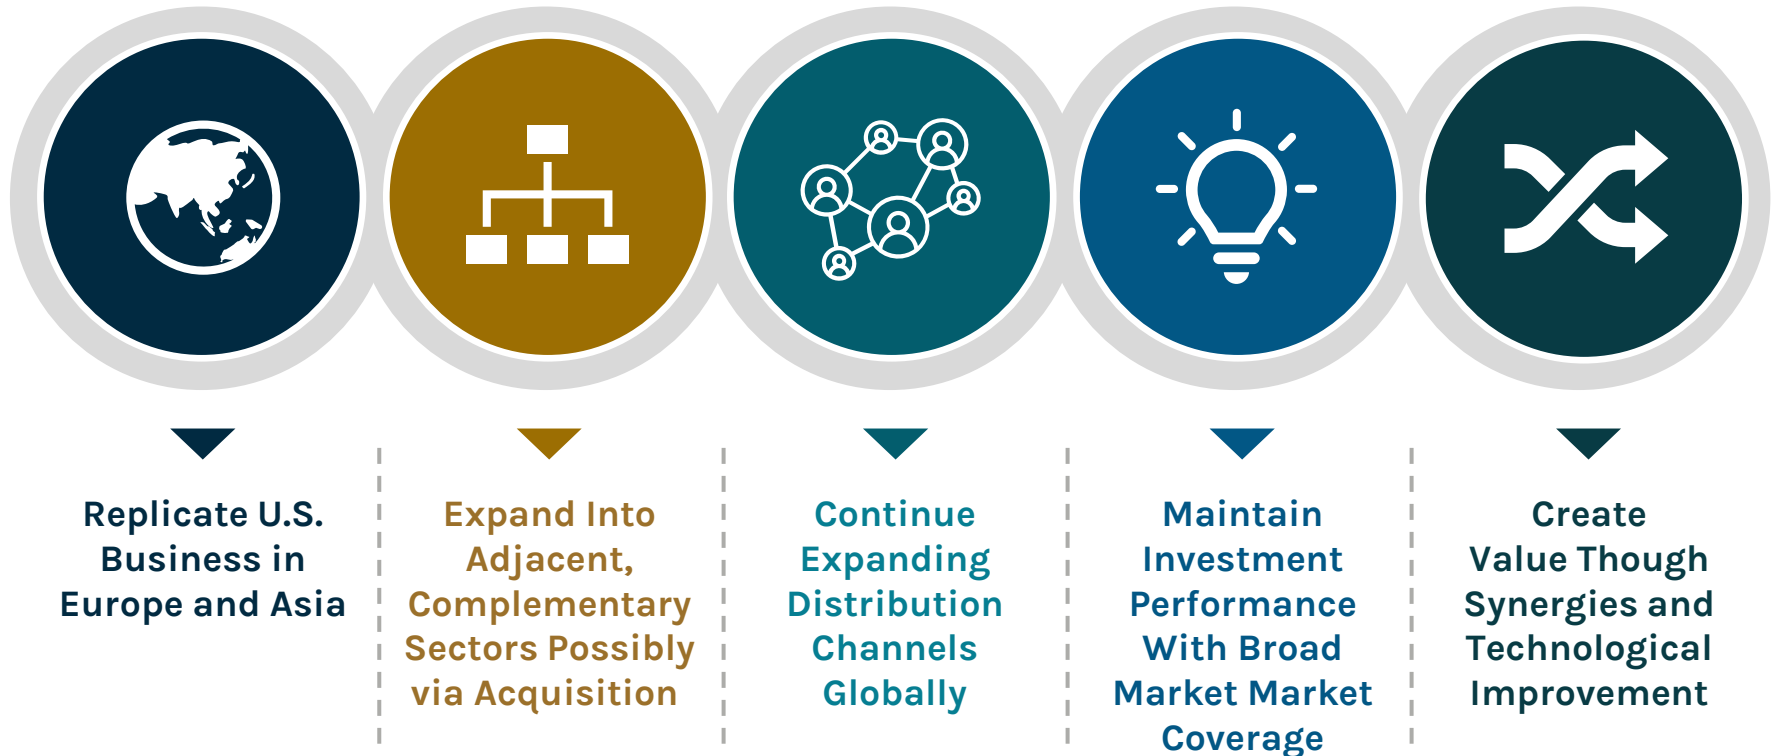 Replicate U.S.
Business in
Europe and Asia
Expand Into
Adjacent,
Complementary
Sectors Possibly
via Acquisition
Continue
Expanding
Distribution
Channels
Globally
Maintain
Investment
Performance
With Broad
Market Market
Coverage
Create
Value Though
Synergies and
Technological
Improvement